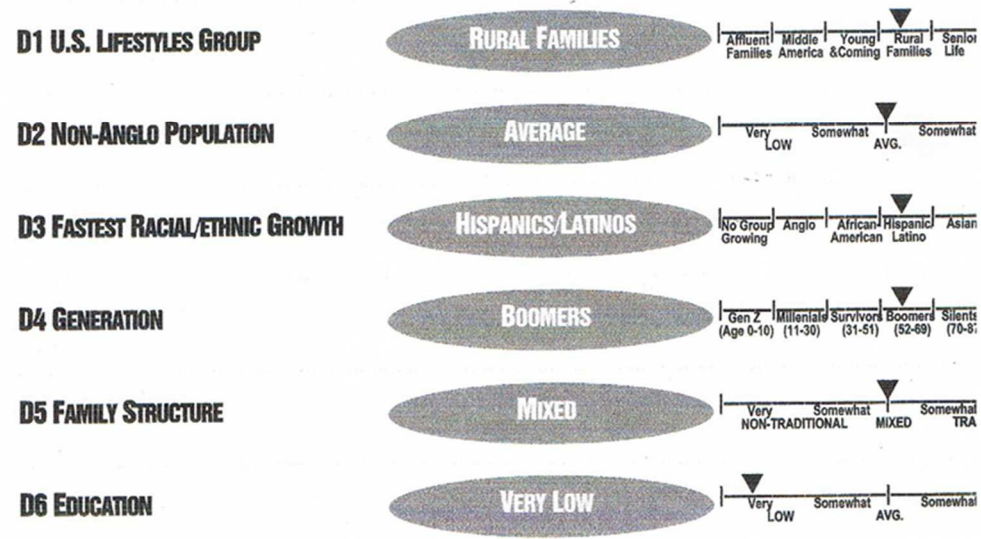 D1 U.S. LIFESTYLES GROUP
RURAL FAMILIES
Affluent Families
Middle America
Young &Coming
Rural Families
Senior Life
D2 NON-ANGLO POPULATION
AVERAGE
Very Somewhat Somewhat
LOW AVG.
D3 FASTEST RACIAL/ETHNIC GROWTH
HISPANICS/LATINOS
No Group Growing
Anglo
African American
Hispanic Latino
Asian
D4 GENERATION
BOOMERS
Gen Z (Age 0-10)
Millenials (11-30)
Survivors (31-51)
Boomers (52-69)
Silents (70-8
D5 FAMILY STRUCTURE
MIXED
Very Somewhat Somewhat
NON-TRADITIONAL MIXED TRA
D6 EDUCATION
VERY LOW
Very Somewhat Somewhat
LOW AVG.